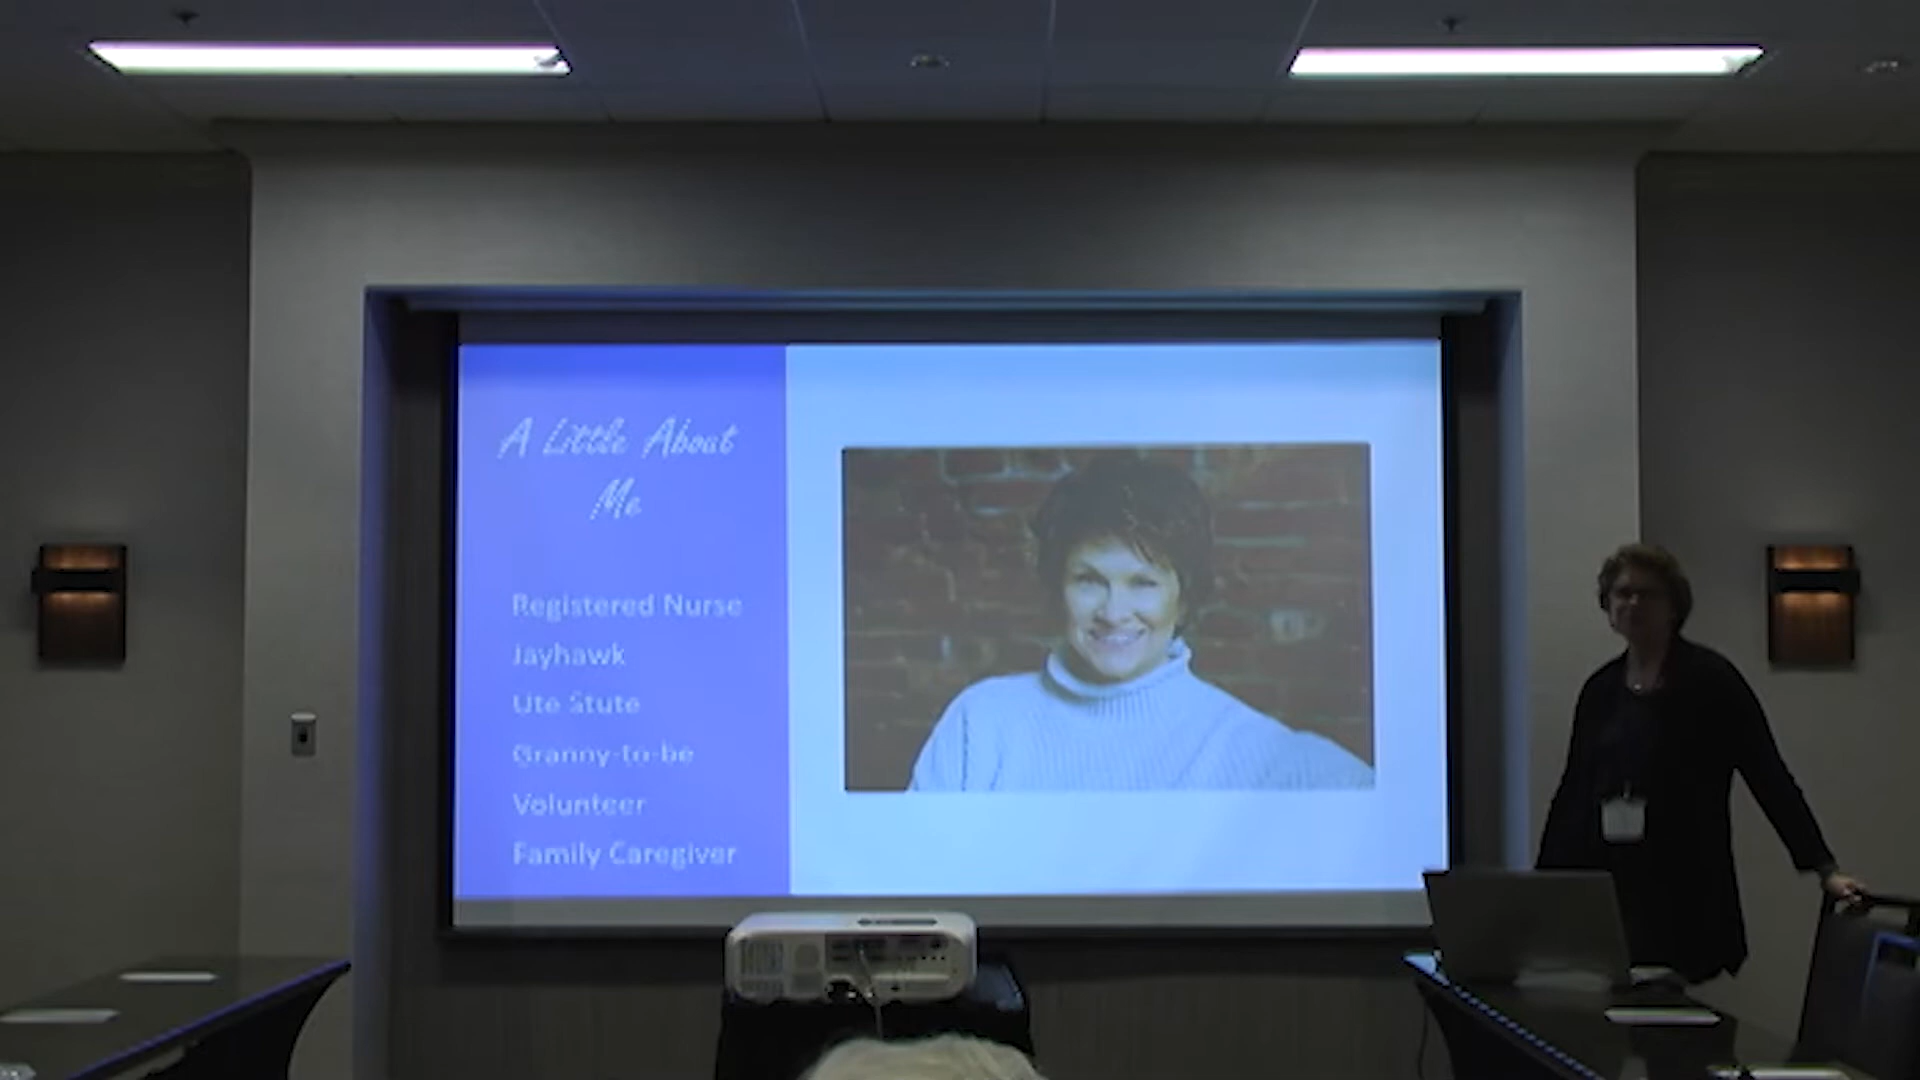 A Little About
Me
Registered Nurse
Jayhawk
Ute Stute
Granny-to-be
Volunteer
Family Caregiver